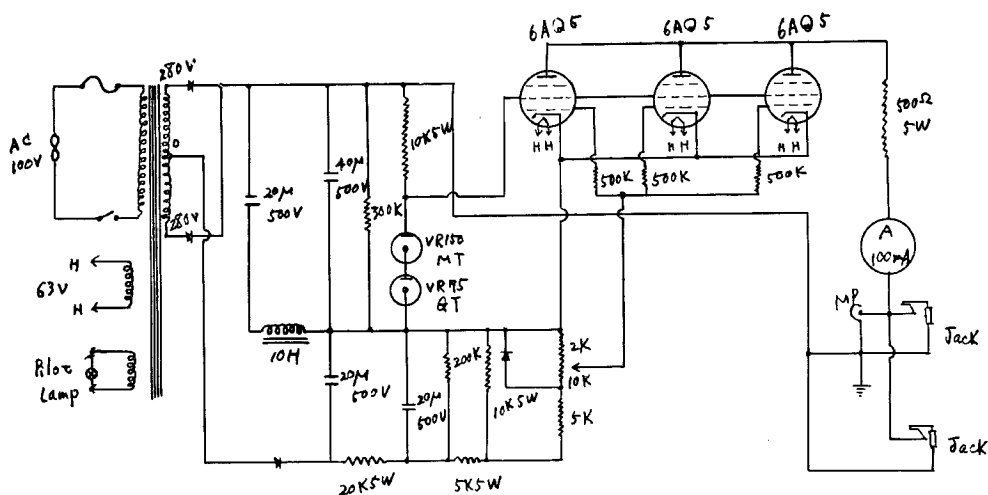 6AQ5
6AQ5
6AQ5
280V
AC
100V
0
280V
H
63V
H
Pilot
Lamp
20μ
500V
40μ
500V
300K
10K5W
VR150
MT
VR75
GT
10H
20μ
500V
20μ
500V
200K
10K5W
2K
10K
5K
20K5W
5K5W
H H
H H
H H
500K
500K
500K
500Ω
5W
A
100mA
MP
Jack
Jack